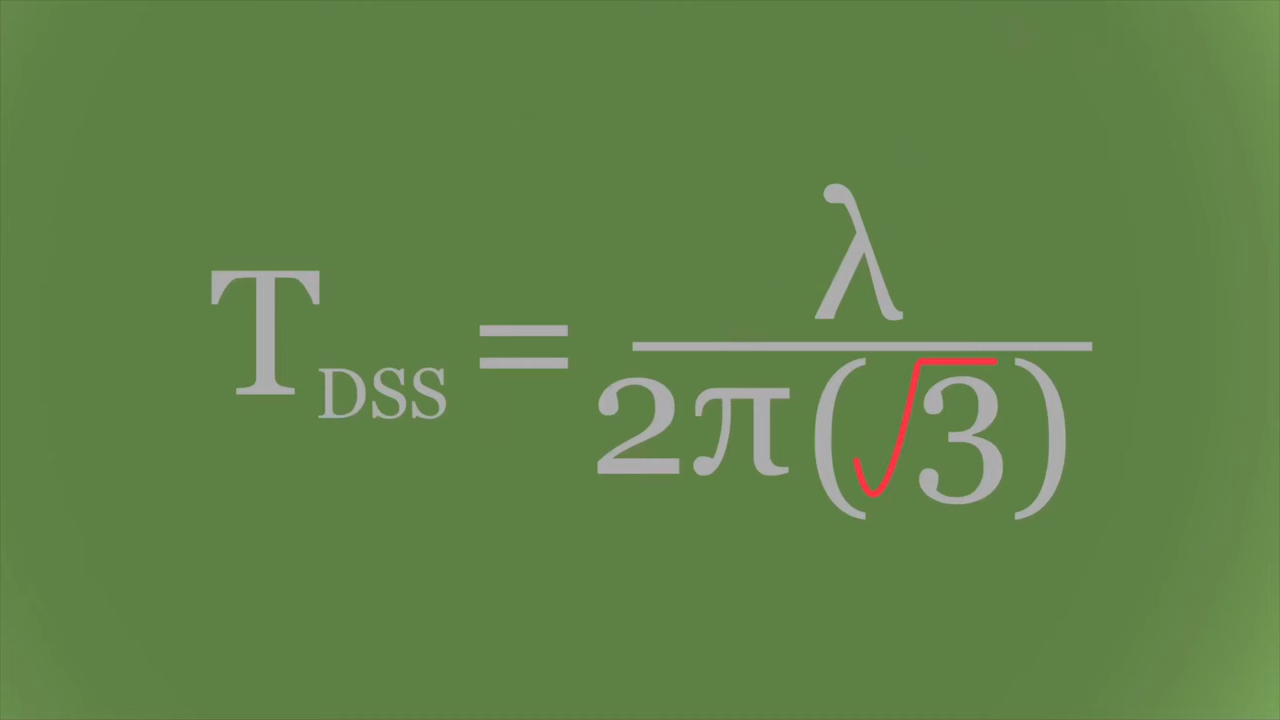 T_DSS = λ / 2π(√3)